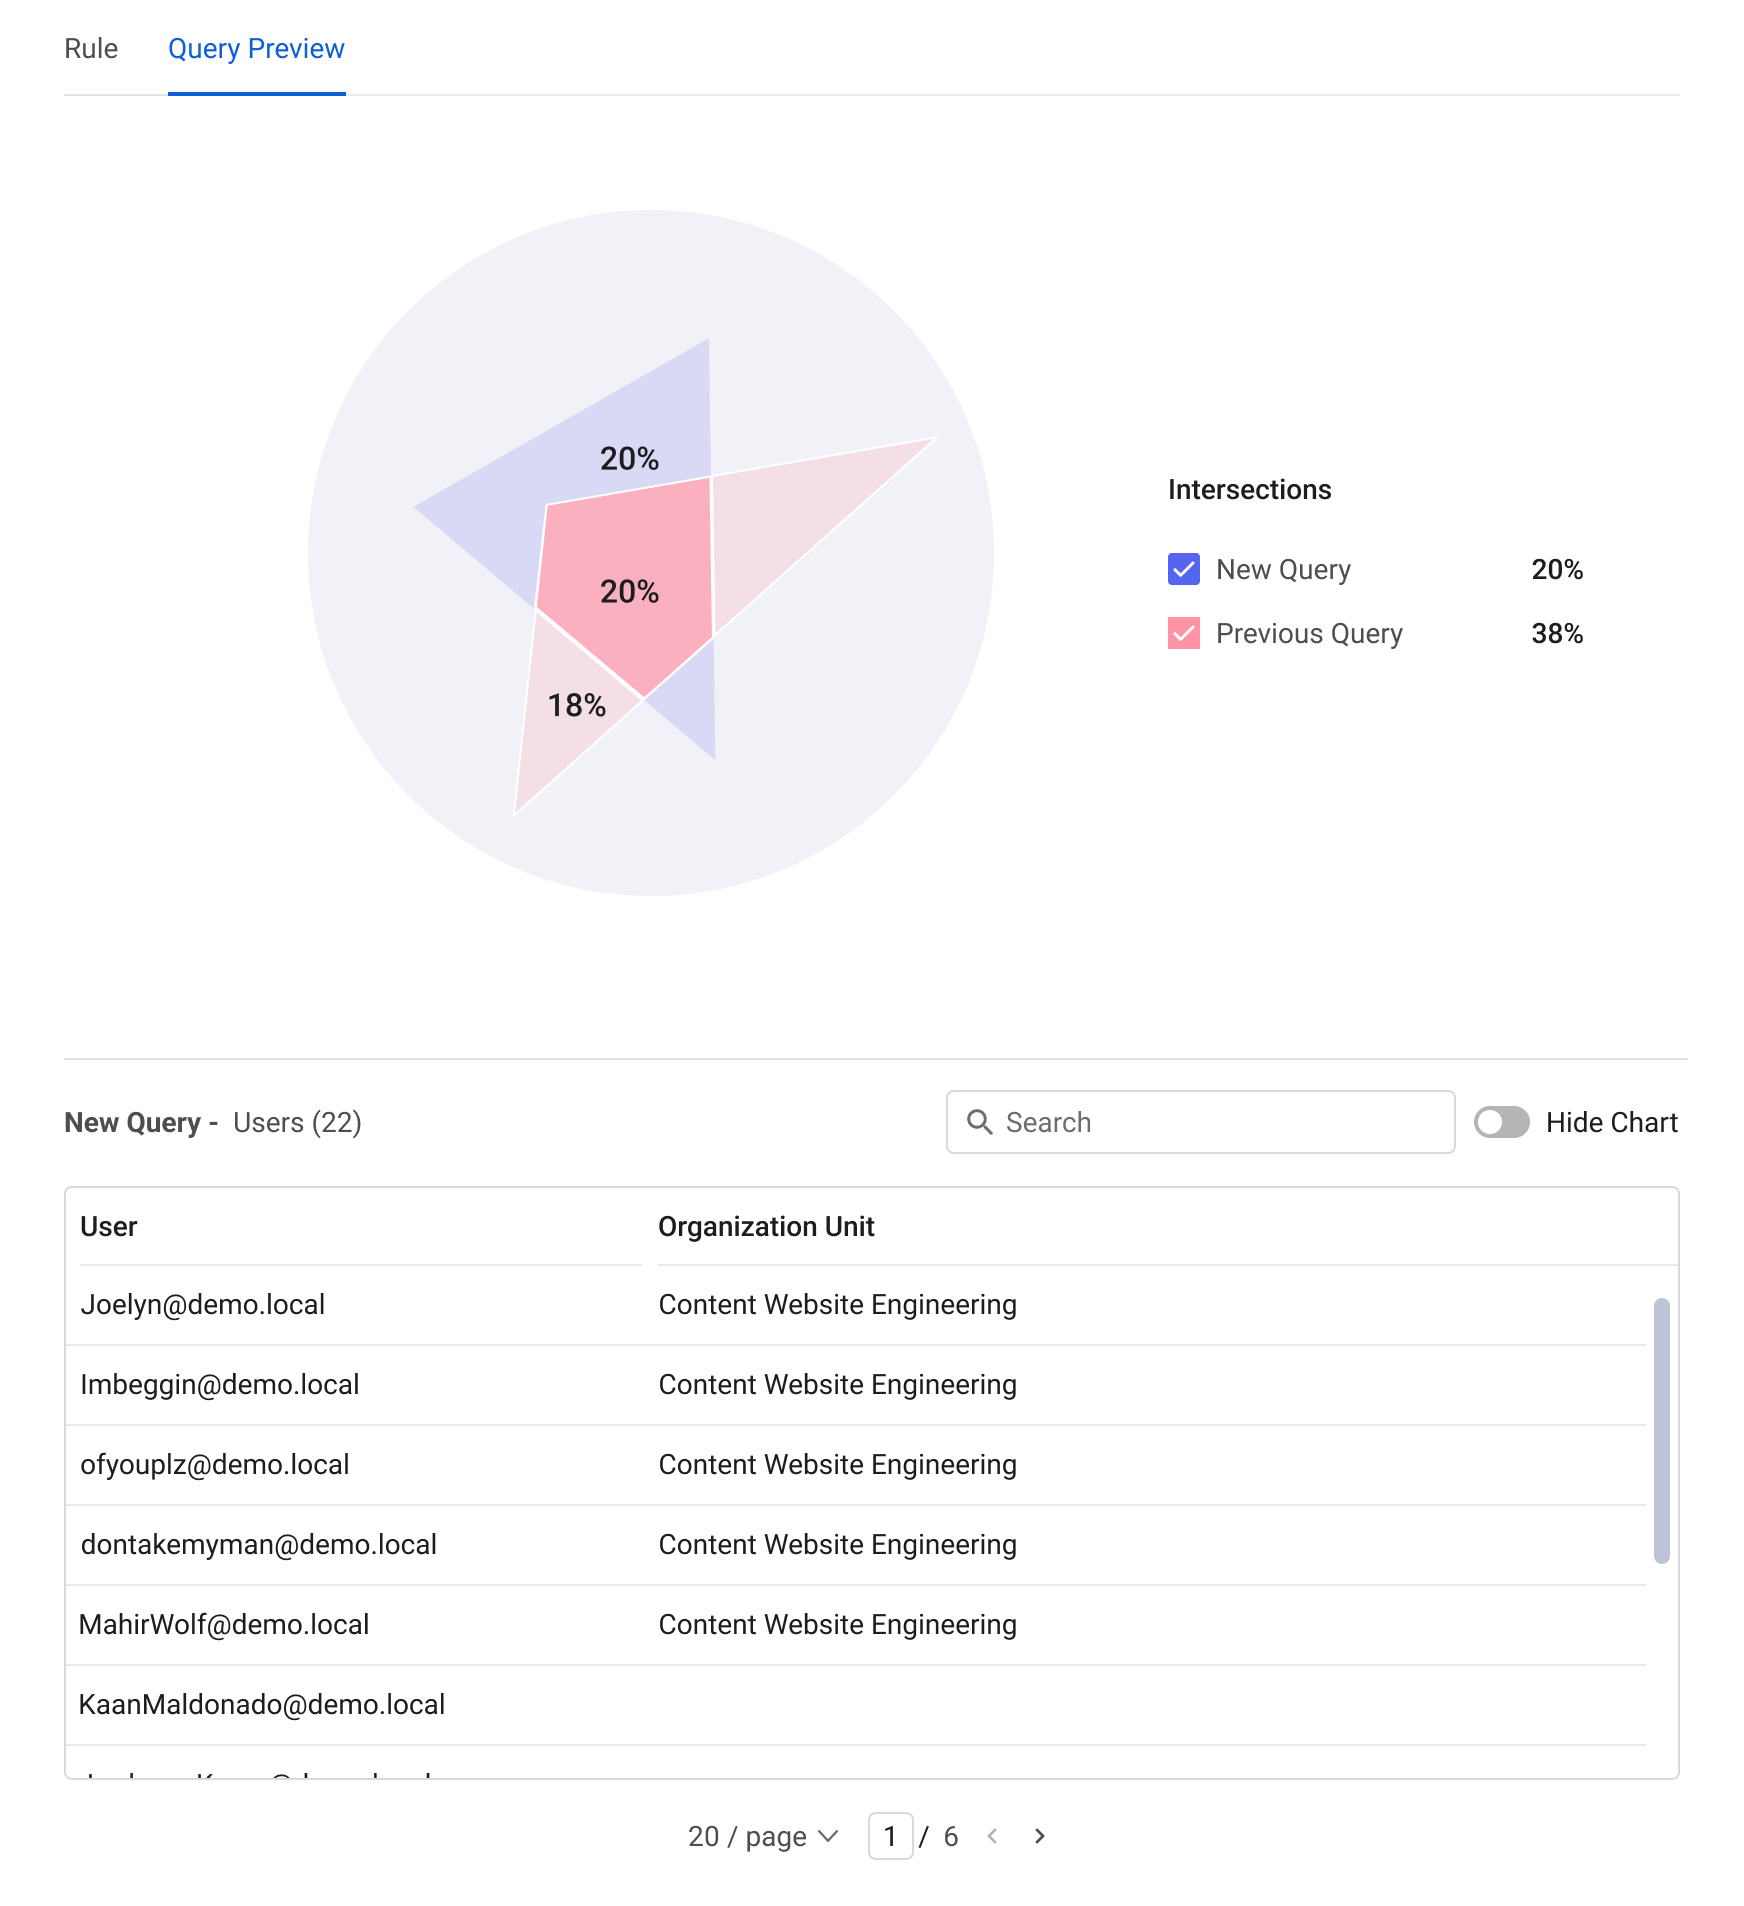 Rule Query Preview
20%
20%
18%
Intersections
New Query 20%
Previous Query 38%
New Query - Users (22) Search Hide Chart
User Organization Unit
Joelyn@demo.local Content Website Engineering
Imbeggin@demo.local Content Website Engineering
ofyouplz@demo.local Content Website Engineering
dontakemyman@demo.local Content Website Engineering
MahirWolf@demo.local Content Website Engineering
KaanMaldonado@demo.local
20 / page 1 / 6